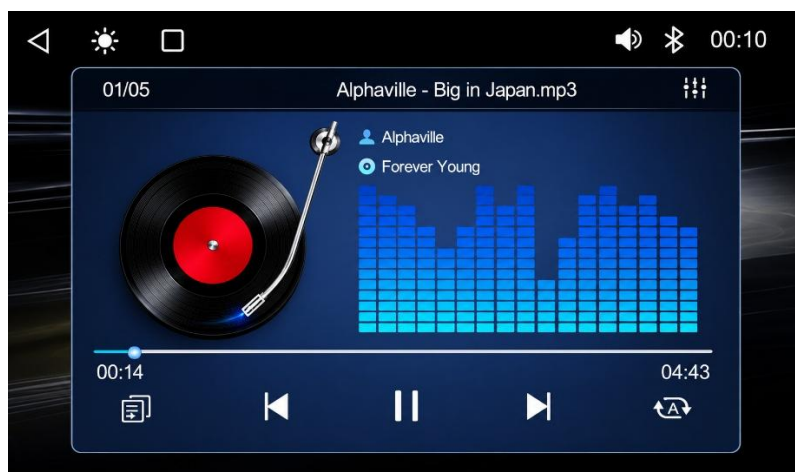 00:10
01/05
Alphaville - Big in Japan.mp3
Alphaville
Forever Young
00:14
04:43
A